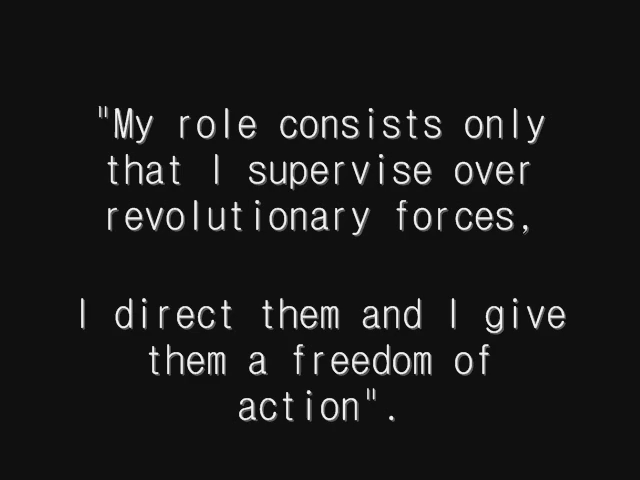 "My role consists only
that I supervise over
revolutionary forces,
I direct them and I give
them a freedom of
action".